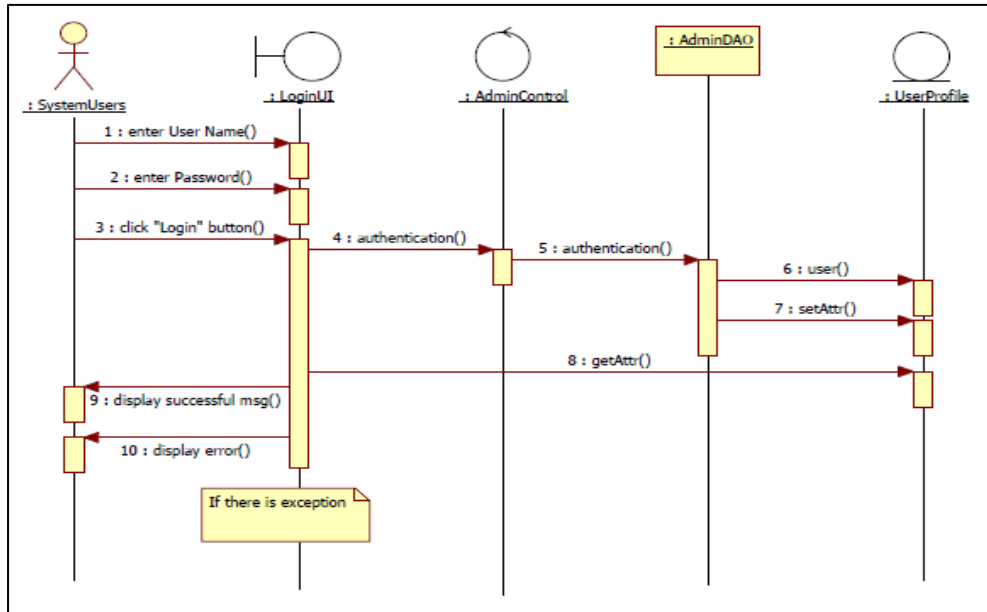 : SystemUsers
: LoginUI
: AdminControl
: AdminDAO
: UserProfile
1 : enter User Name()
2 : enter Password()
3 : click "Login" button()
4 : authentication()
5 : authentication()
6 : user()
7 : setAttr()
8 : getAttr()
9 : display successful msg()
10 : display error()
If there is exception